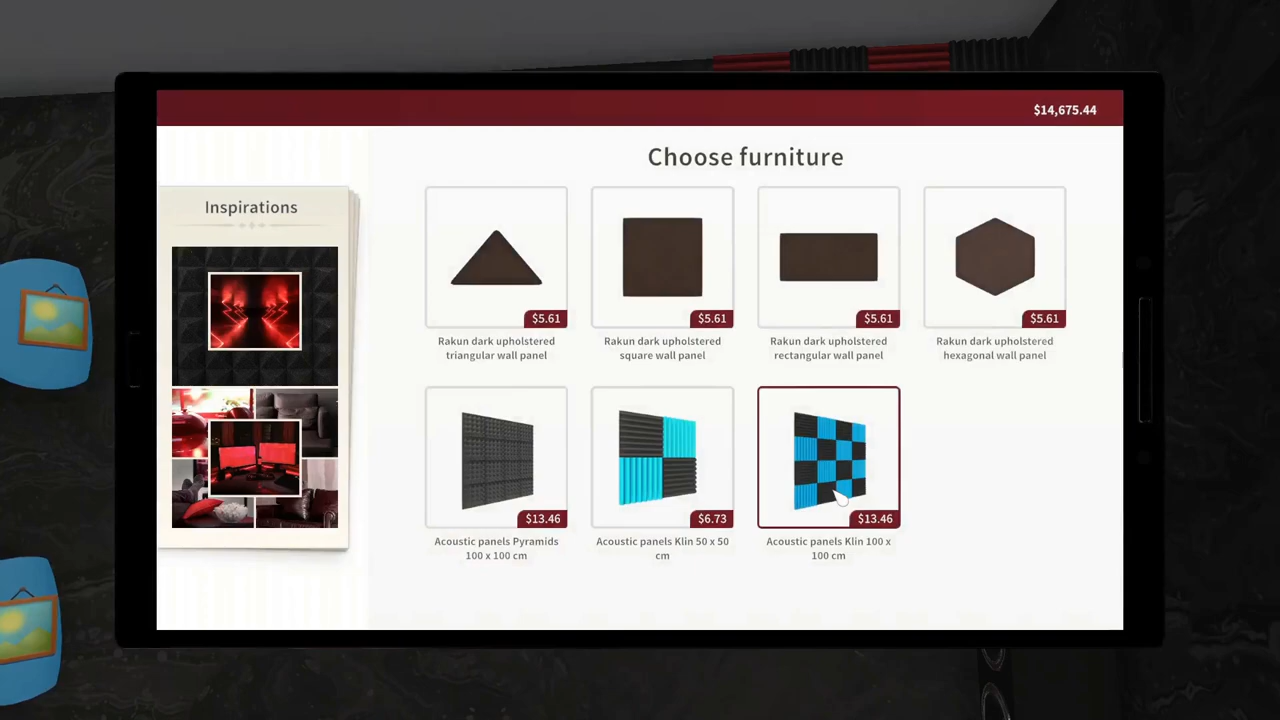 $14,675.44
Choose furniture
Inspirations
$5.61
$5.61
$5.61
$5.61
Rakun dark upholstered
triangular wall panel
Rakun dark upholstered
square wall panel
Rakun dark upholstered
rectangular wall panel
Rakun dark upholstered
hexagonal wall panel
$13.46
$6.73
$13.46
Acoustic panels Pyramids
100 x 100 cm
Acoustic panels Klin 50 x 50
cm
Acoustic panels Klin 100 x
100 cm